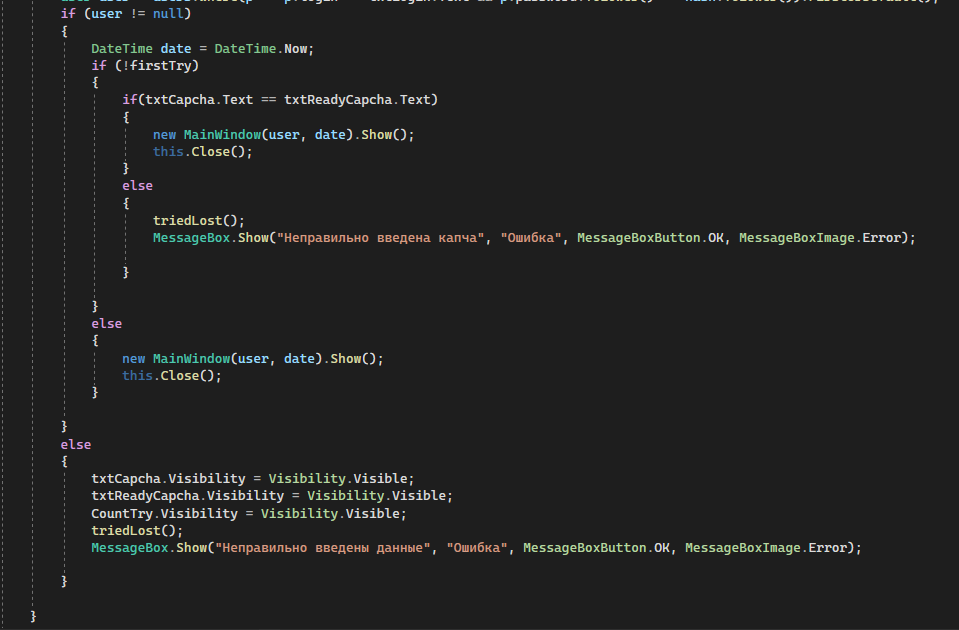 if (user != null)
{
DateTime date = DateTime.Now;
if (!firstTry)
{
if(txtCapcha.Text == txtReadyCapcha.Text)
{
new MainWindow(user, date).Show();
this.Close();
}
else
{
triedLost();
MessageBox.Show("Неправильно введена капча", "Ошибка", MessageBoxButton.OK, MessageBoxImage.Error);
}
}
else
{
new MainWindow(user, date).Show();
this.Close();
}
}
else
{
txtCapcha.Visibility = Visibility.Visible;
txtReadyCapcha.Visibility = Visibility.Visible;
CountTry.Visibility = Visibility.Visible;
triedLost();
MessageBox.Show("Неправильно введены данные", "Ошибка", MessageBoxButton.OK, MessageBoxImage.Error);
}
}